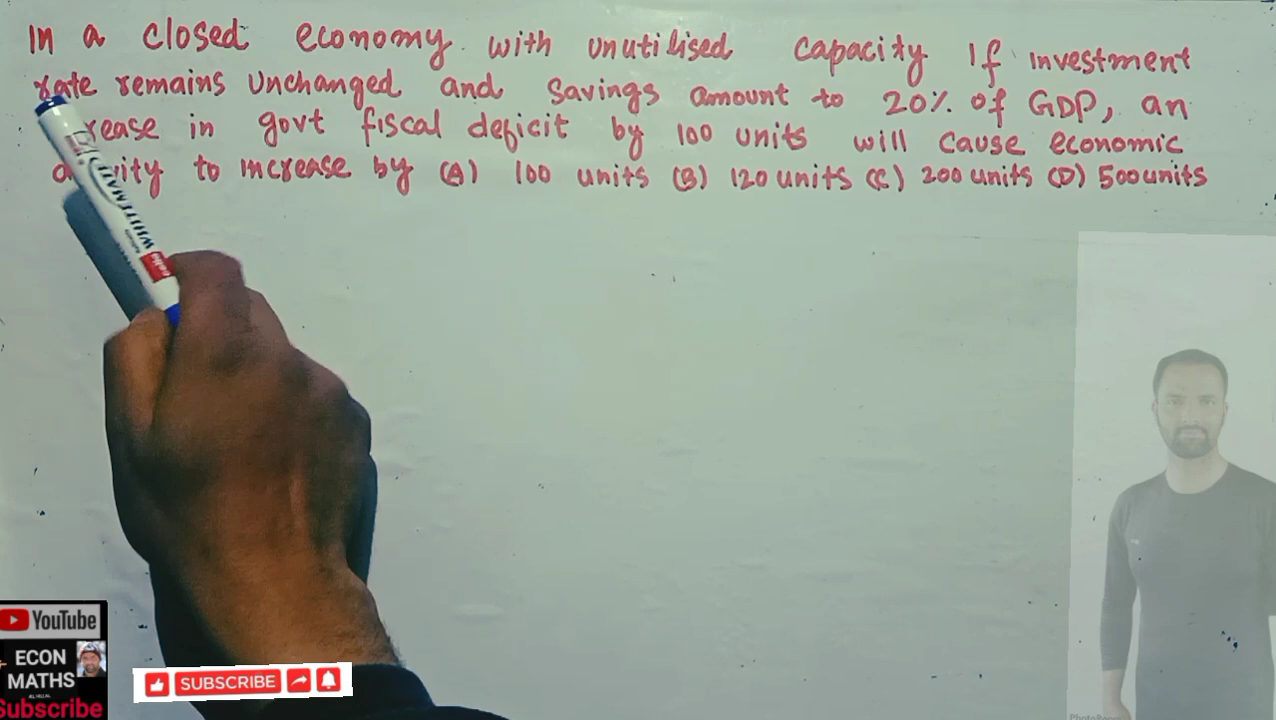 In a closed economy with unutilised capacity If investment
rate remains unchanged and savings amount to 20% of GDP, an
in govt fiscal deficit by 100 units will cause economic
to increase by (A) 100 units (B) 120 units (C) 200 units (D) 500 units
WHITEMATE
YouTube
ECON
MATHS
Subscribe
SUBSCRIBE